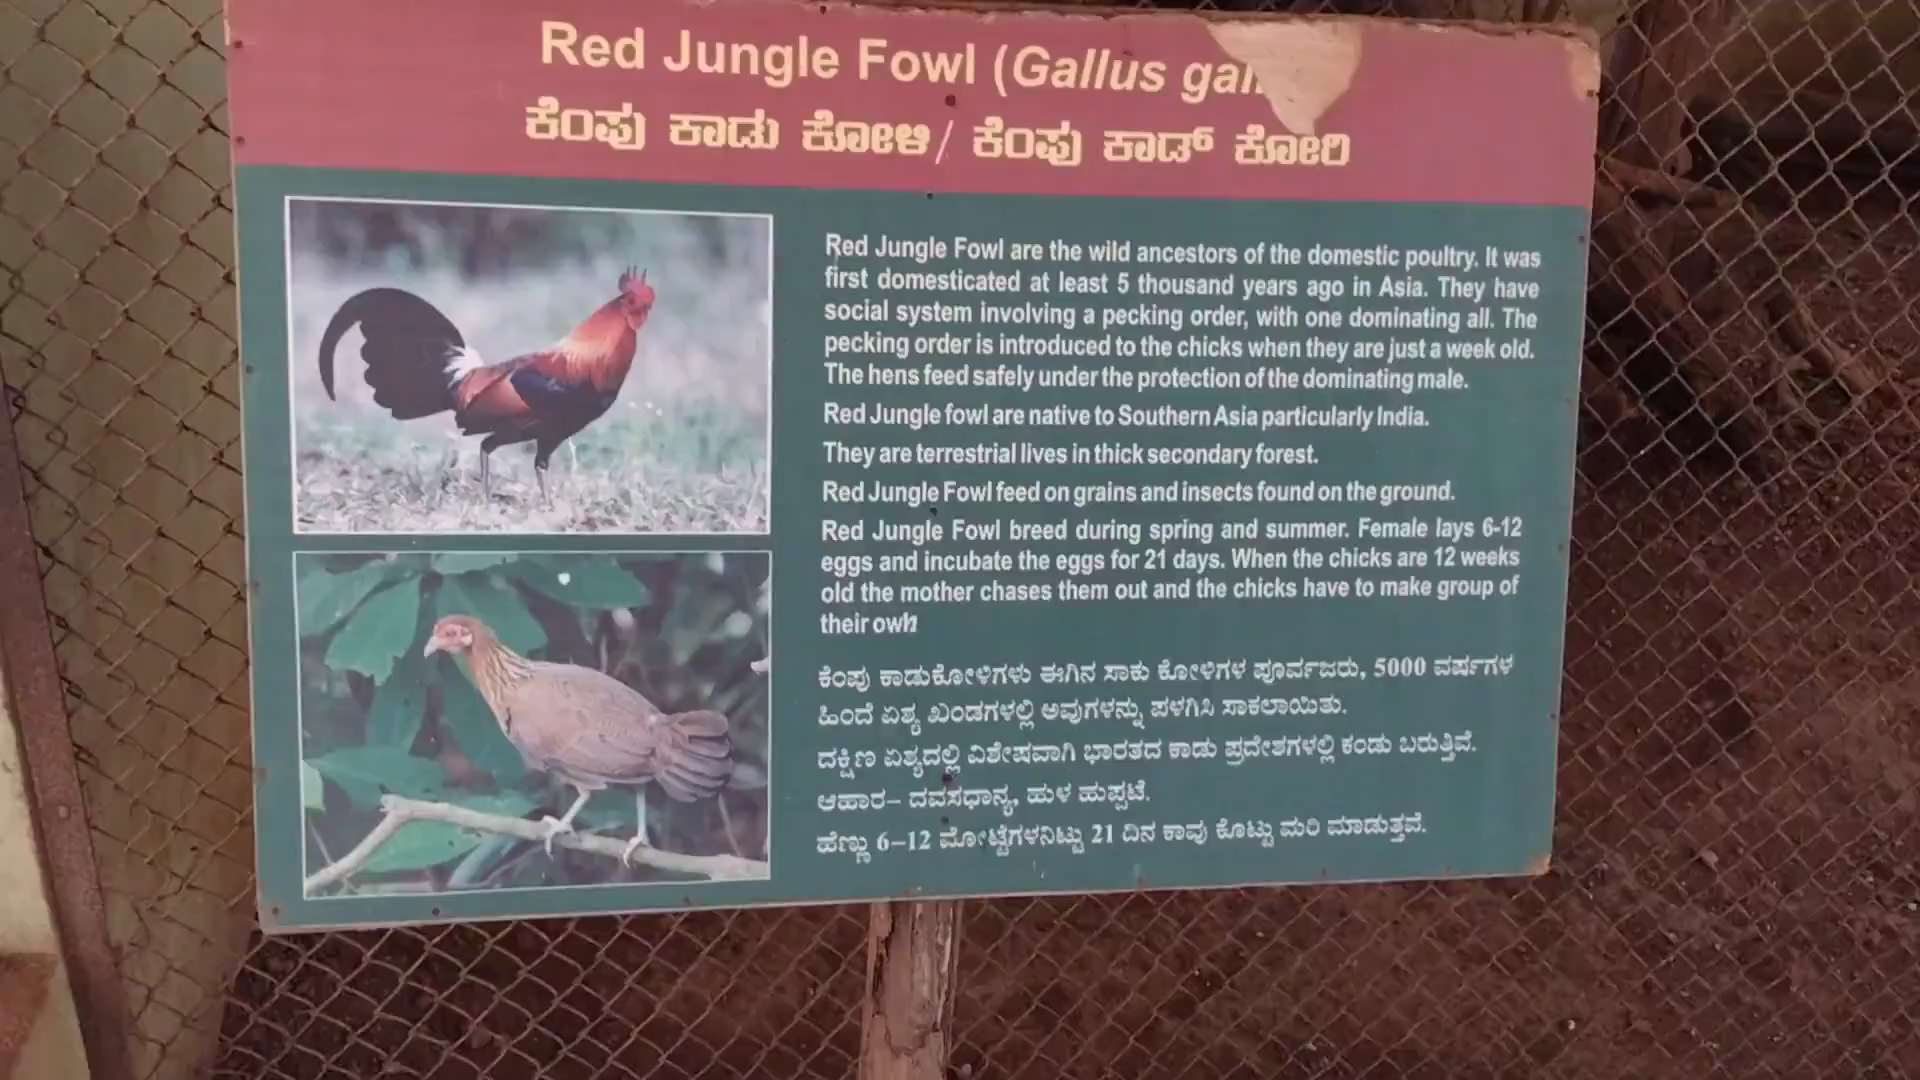 Red Jungle Fowl (Gallus gal
ಕೆಂಪು ಕಾಡು ಕೋಳಿ/ ಕೆಂಪು ಕಾಡ್ ಕೋರಿ
Red Jungle Fowl are the wild ancestors of the domestic poultry. It was
first domesticated at least 5 thousand years ago in Asia. They have
social system involving a pecking order, with one dominating all. The
pecking order is introduced to the chicks when they are just a week old.
The hens feed safely under the protection of the dominating male.
Red Jungle fowl are native to Southern Asia particularly India.
They are terrestrial lives in thick secondary forest.
Red Jungle Fowl feed on grains and insects found on the ground.
Red Jungle Fowl breed during spring and summer. Female lays 6-12
eggs and incubate the eggs for 21 days. When the chicks are 12 weeks
old the mother chases them out and the chicks have to make group of
their own
ಕೆಂಪು ಕಾಡುಕೋಳಿಗಳು ಈಗಿನ ಸಾಕು ಕೋಳಿಗಳ ಪೂರ್ವಜರು, 5000 ವರ್ಷಗಳ
ಹಿಂದೆ ಏಶ್ಯ ಖಂಡಗಳಲ್ಲಿ ಅವುಗಳನ್ನು ಪಳಗಿಸಿ ಸಾಕಲಾಯಿತು.
ದಕ್ಷಿಣ ಏಶ್ಯದಲ್ಲಿ ವಿಶೇಷವಾಗಿ ಭಾರತದ ಕಾಡು ಪ್ರದೇಶಗಳಲ್ಲಿ ಕಂಡು ಬರುತ್ತಿವೆ.
ಆಹಾರ– ದವಸಧಾನ್ಯ, ಹುಳ ಹುಪ್ಪಟೆ.
ಹೆಣ್ಣು 6–12 ಮೋಟ್ಟೆಗಳನಿಟ್ಟು 21 ದಿನ ಕಾವು ಕೊಟ್ಟು ಮರಿ ಮಾಡುತ್ತವೆ.